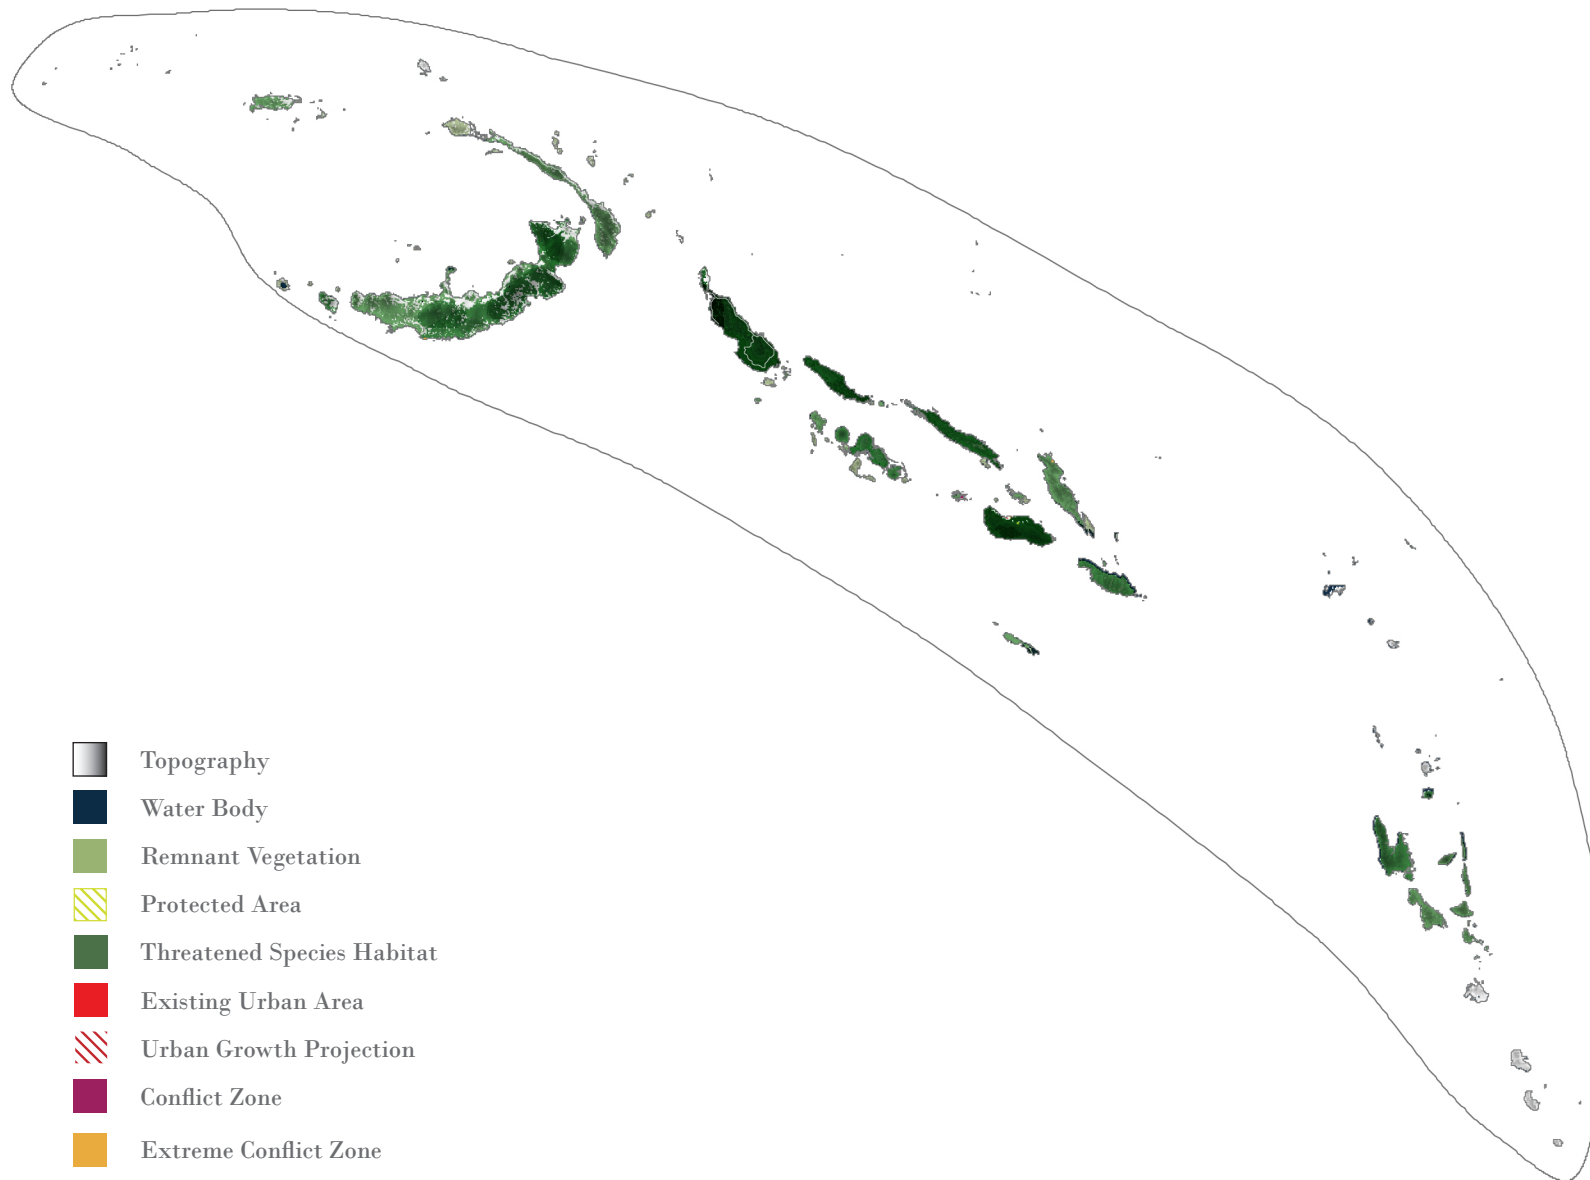 Topography
Water Body
Remnant Vegetation
Protected Area
Threatened Species Habitat
Existing Urban Area
Urban Growth Projection
Conflict Zone
Extreme Conflict Zone